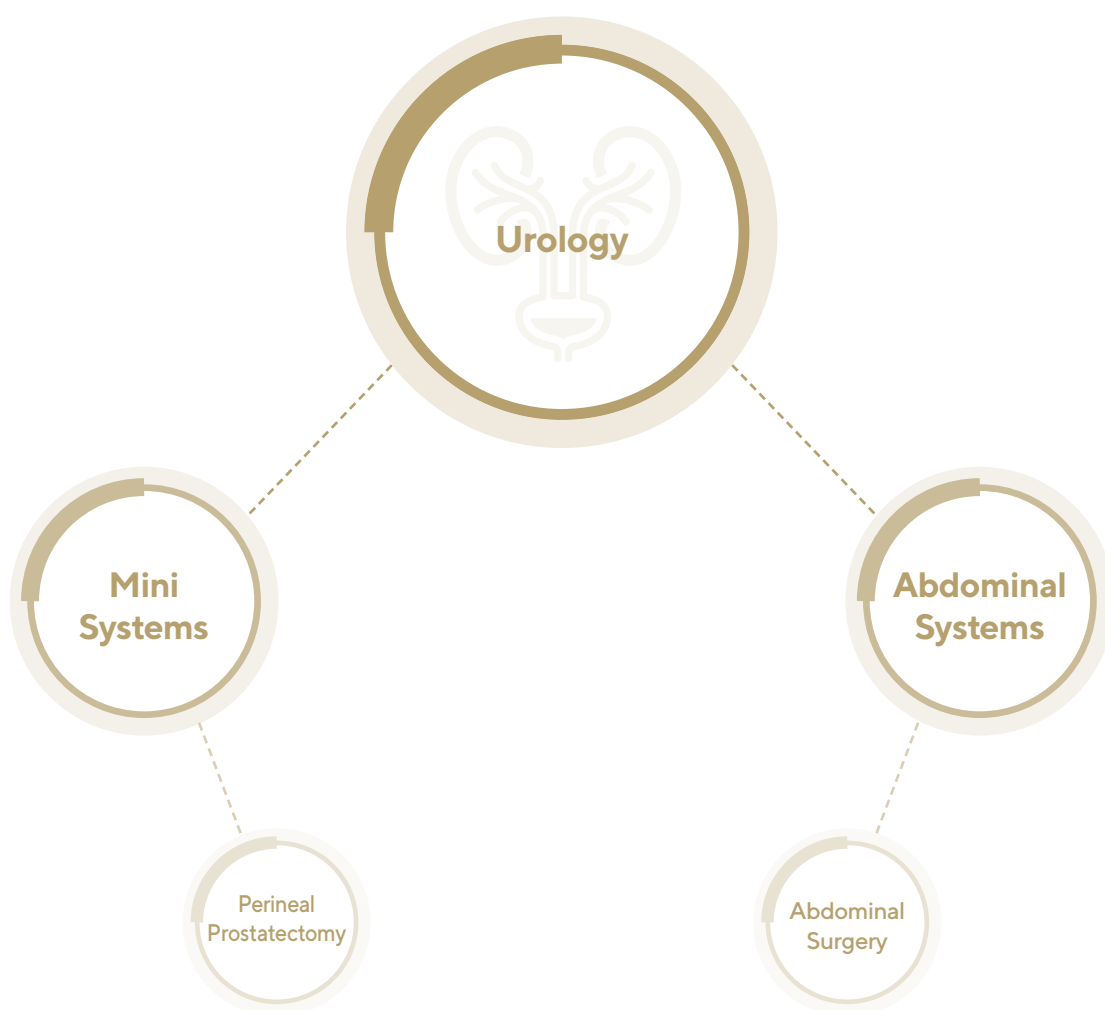 Urology
Mini
Systems
Abdominal
Systems
Perineal
Prostatectomy
Abdominal
Surgery